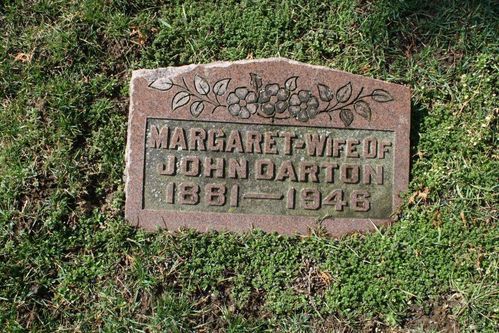 MARGARET-WIFE OF
JOHN DARTON
1881-1946